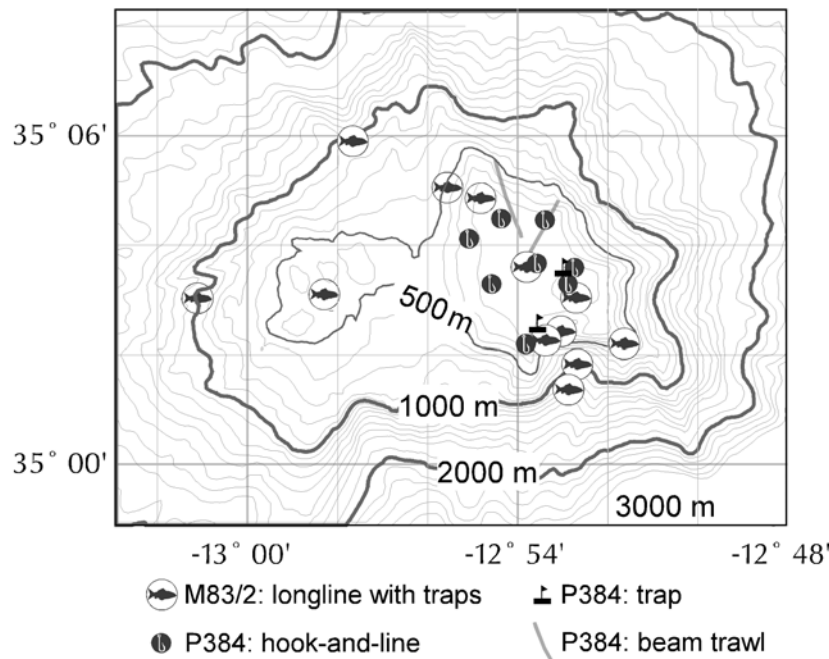 35° 06'
500m
1000 m
35° 00'
2000 m
3000 m
-13° 00'
-12° 54'
-12° 48'
M83/2: longline with traps
P384: trap
P384: hook-and-line
P384: beam trawl